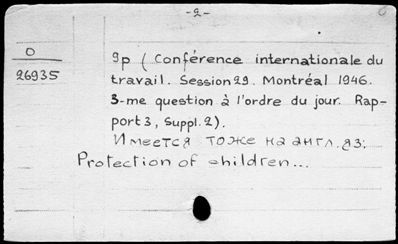 -2-
O
26935
9p (Conférence internationale du
travail. Session 29. Montréal 1946.
3-me question à l'ordre du jour. Rap-
port 3, Suppl. 2).
Имеется тоже на англ. яз:
Protection of children...